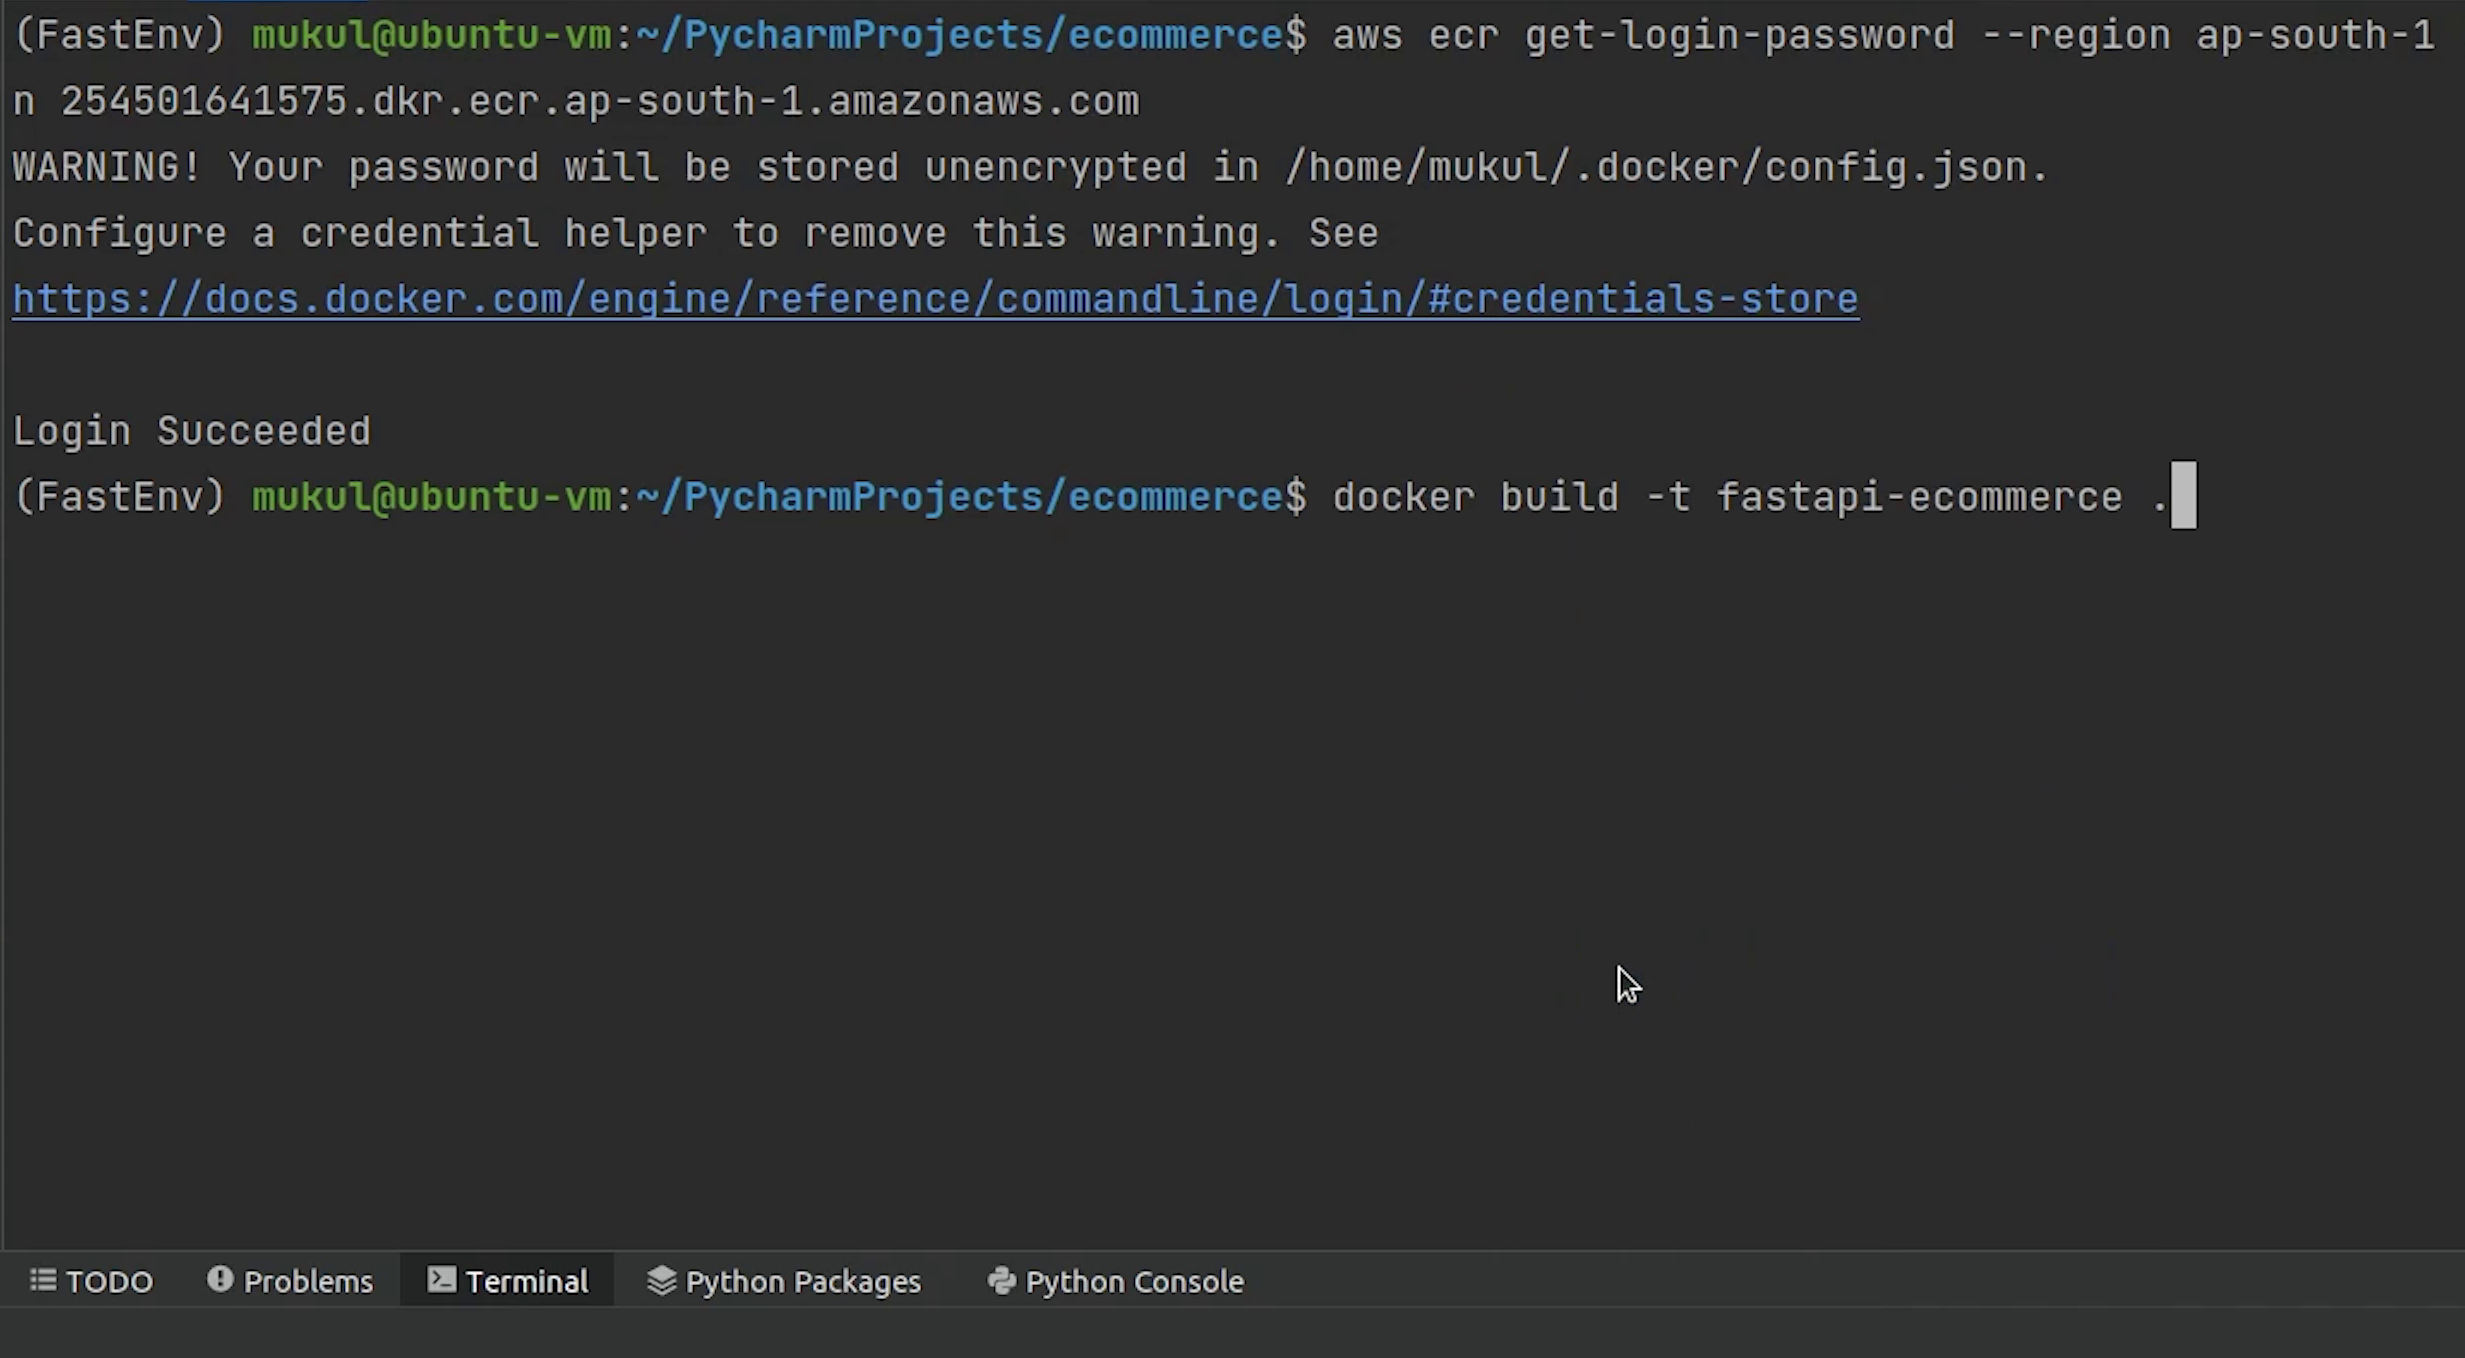 (FastEnv) mukul@ubuntu-vm:~/PycharmProjects/ecommerce$ aws ecr get-login-password --region ap-south-1
n 254501641575.dkr.ecr.ap-south-1.amazonaws.com
WARNING! Your password will be stored unencrypted in /home/mukul/.docker/config.json.
Configure a credential helper to remove this warning. See
https://docs.docker.com/engine/reference/commandline/login/#credentials-store
Login Succeeded
(FastEnv) mukul@ubuntu-vm:~/PycharmProjects/ecommerce$ docker build -t fastapi-ecommerce .
TODO Problems Terminal Python Packages Python Console